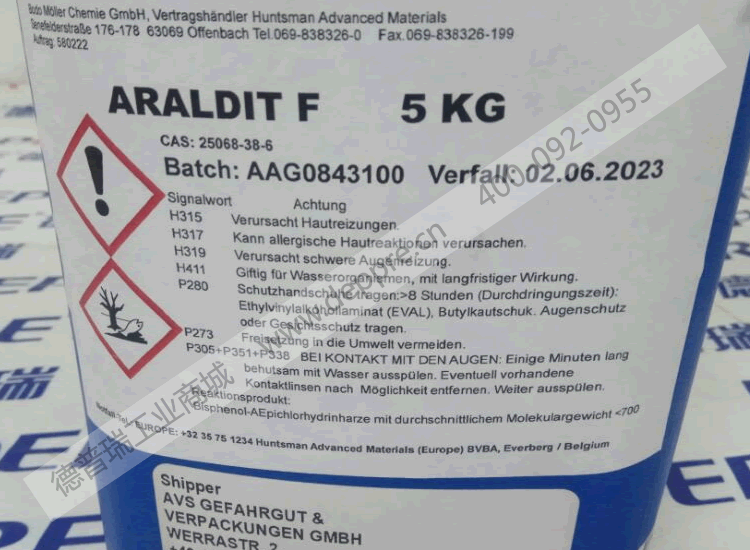 Bodo Möller Chemie GmbH, Vertragshändler Huntsman Advanced Materials
Senefelderstraße 176-178 63069 Offenbach Tel.069-838326-0 Fax.069-838326-199
Auftrag: 580222
ARALDIT F 5 KG
CAS: 25068-38-6
Batch: AAG0843100 Verfall: 02.06.2023
Signalwort Achtung
H315 Verursacht Hautreizungen.
H317 Kann allergische Hautreaktionen verursachen.
H319 Verursacht schwere Augenreizung.
H411 Giftig für Wasserorganismen, mit langfristiger Wirkung.
P280 Schutzhandschuhe tragen:>8 Stunden (Durchdringungszeit):
Ethylvinylalkohollaminat (EVAL), Butylkautschuk. Augenschutz
oder Gesichtsschutz tragen.
P273 Freisetzung in die Umwelt vermeiden.
P305+P351+P338 BEI KONTAKT MIT DEN AUGEN: Einige Minuten lang
behutsam mit Wasser ausspülen. Eventuell vorhandene
Kontaktlinsen nach Möglichkeit entfernen. Weiter ausspülen.
Reaktionsprodukt:
Bisphenol-AEpichlorhydrinharze mit durchschnittlichem Molekulargewicht <700
Notfall-Tel.: EUROPE: +32 35 75 1234 Huntsman Advanced Materials (Europe) BVBA, Everberg / Belgium
Shipper
AVS GEFAHRGUT &
VERPACKUNGEN GMBH
WERRASTR. 2
德普瑞工业商城 www.deppre.cn 400-092-0955